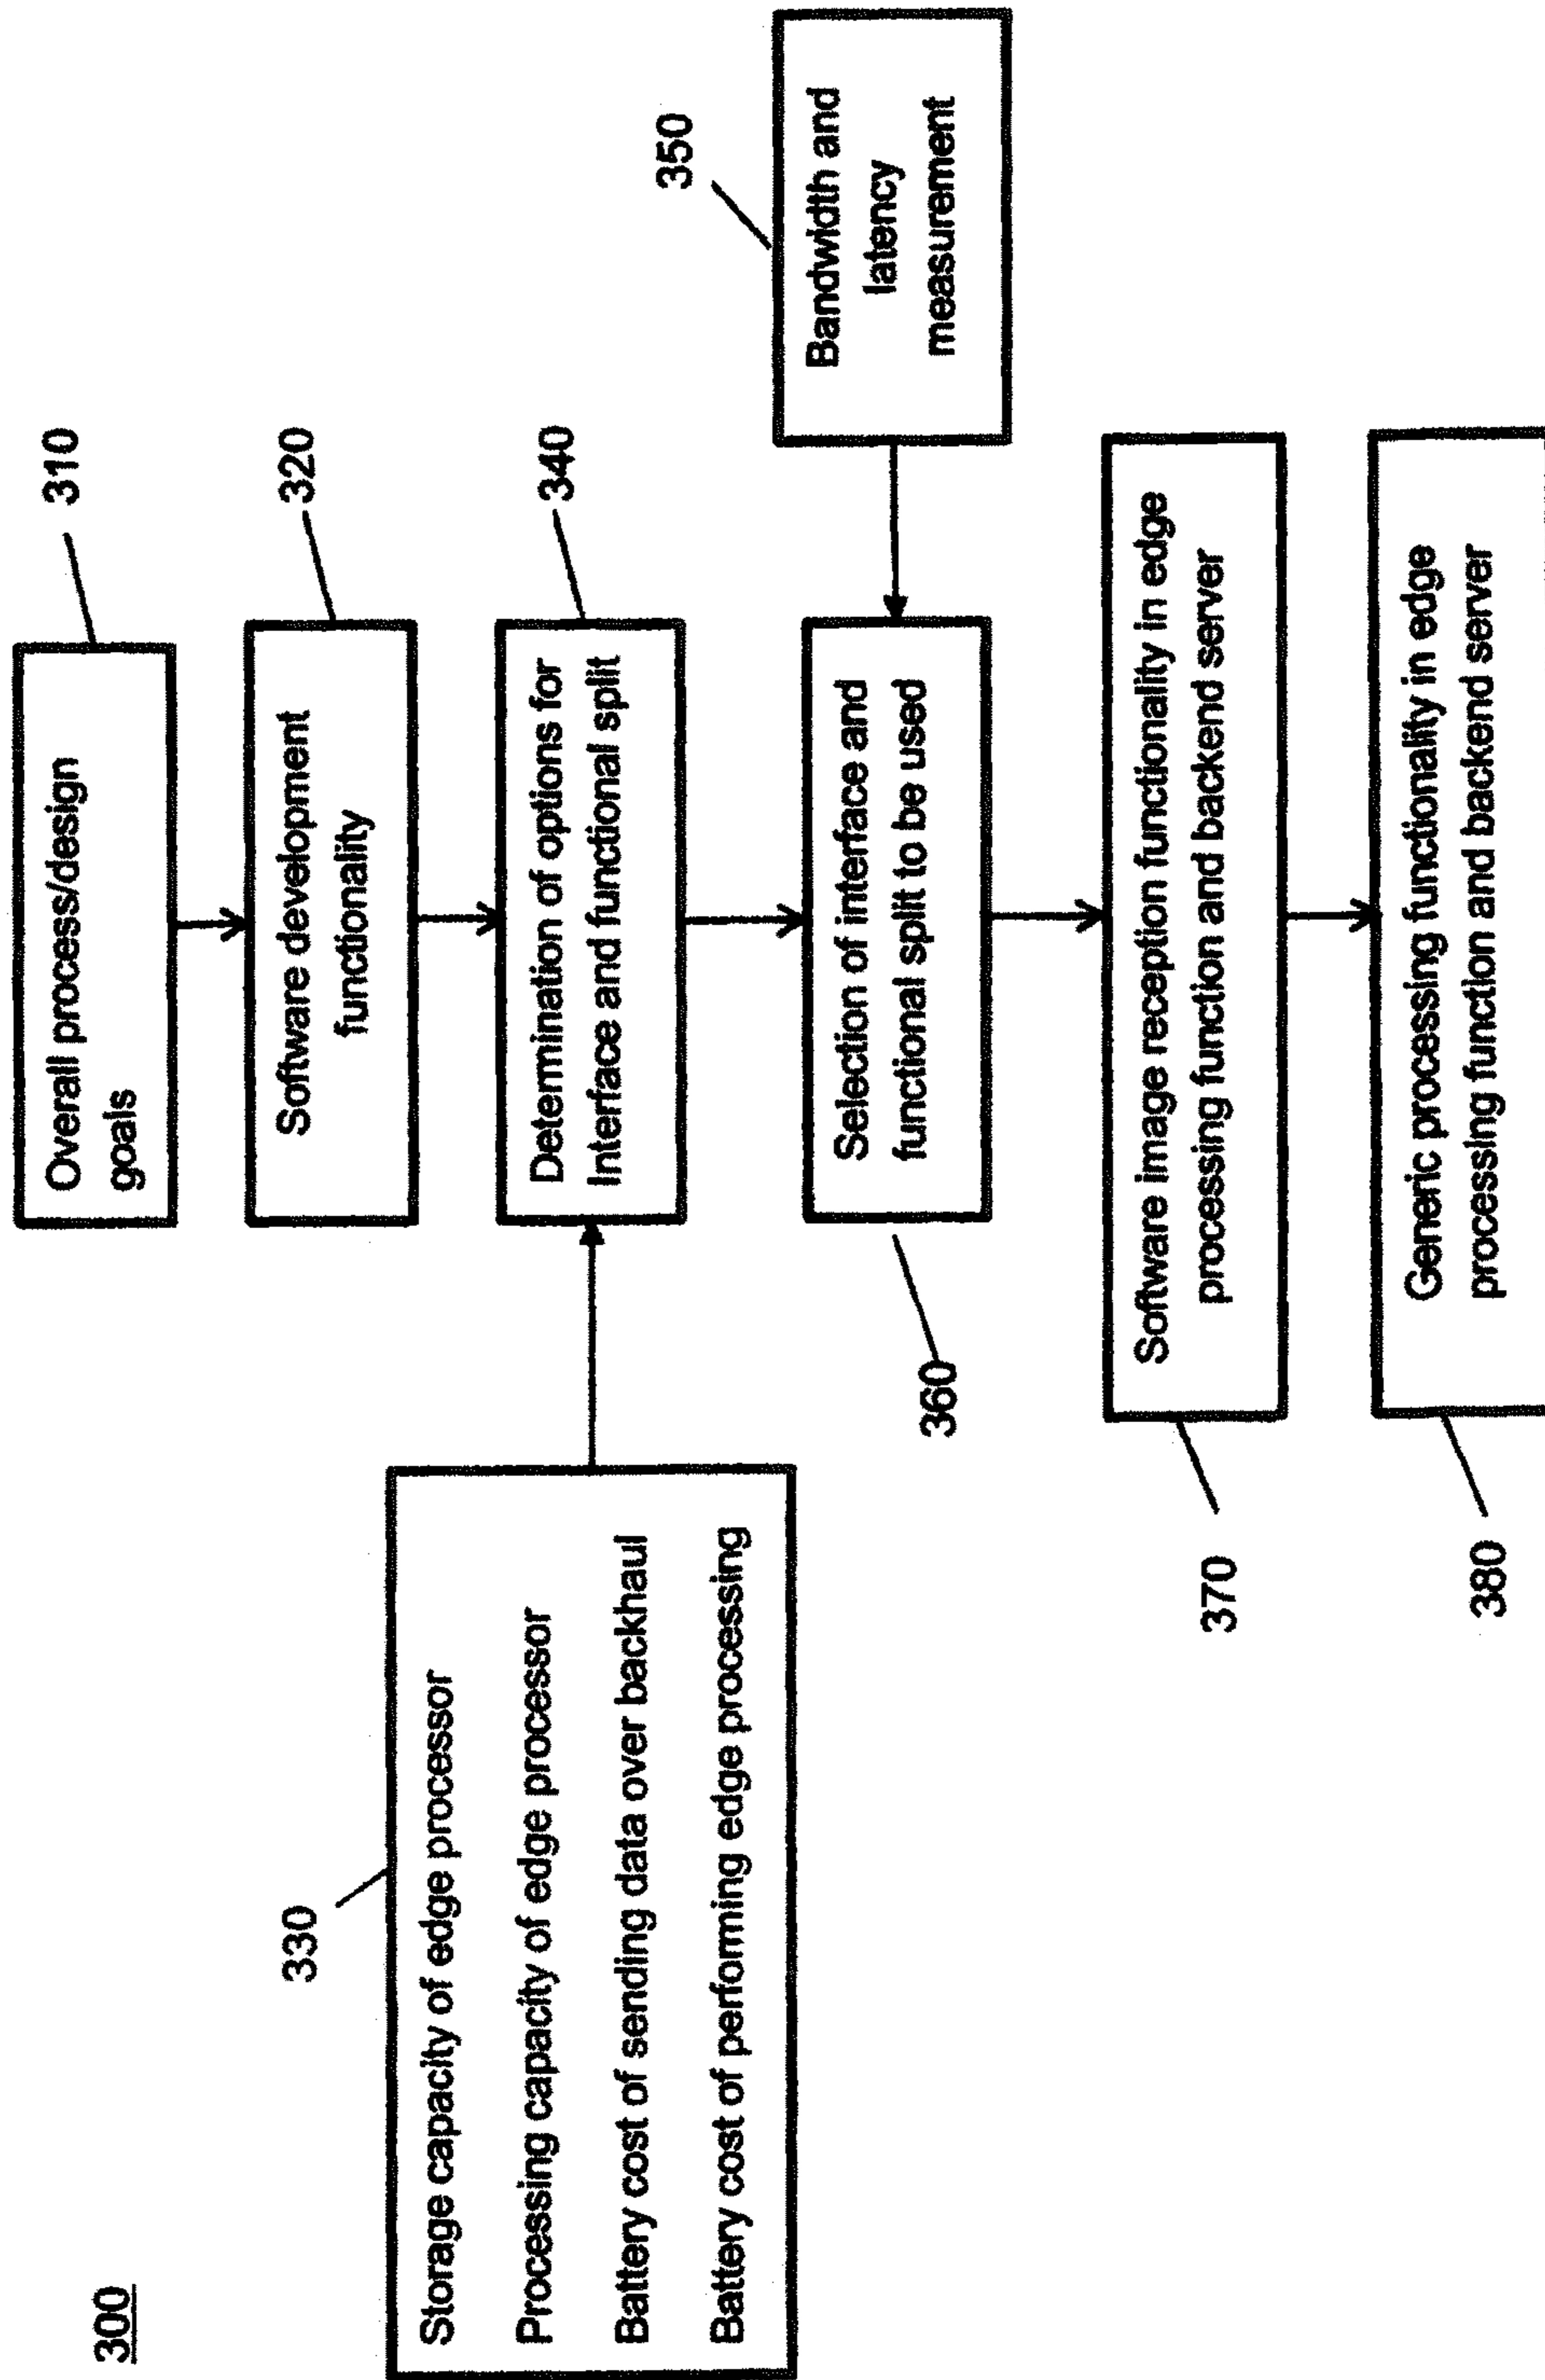 300
310
Overall process/design
goals
320
Software development
functionality
330
Storage capacity of edge processor
Processing capacity of edge processor
Battery cost of sending data over backhaul
Battery cost of performing edge processing
340
Determination of options for
Interface and functional split
350
Bandwidth and
latency
measurement
360
Selection of interface and
functional split to be used
370
Software image reception functionality in edge
processing function and backend server
380
Generic processing functionality in edge
processing function and backend server